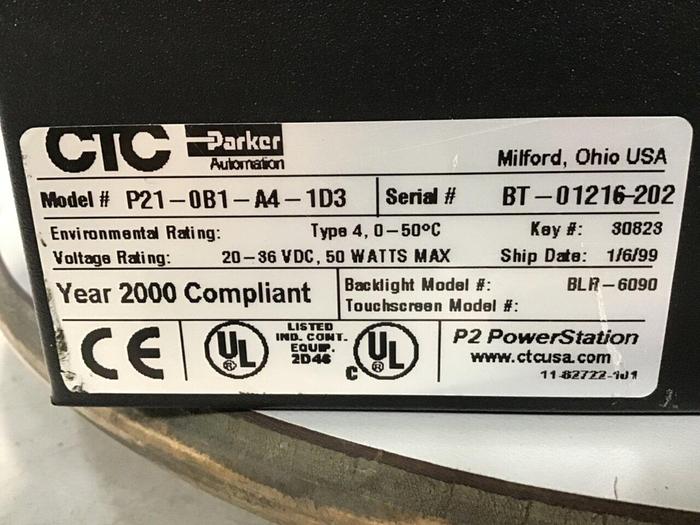 CTC Parker Automation
Milford, Ohio USA
Model # P21-0B1-A4-1D3 Serial # BT-01216-202
Environmental Rating: Type 4, 0-50°C Key #: 30823
Voltage Rating: 20-36 VDC, 50 WATTS MAX Ship Date: 1/6/99
Year 2000 Compliant
Backlight Model #: BLR-6090
Touchscreen Model #:
CE
UL ®
LISTED
IND. CONT.
EQUIP.
2D46
C UL ®
P2 PowerStation
www.ctcusa.com
11-82722-101